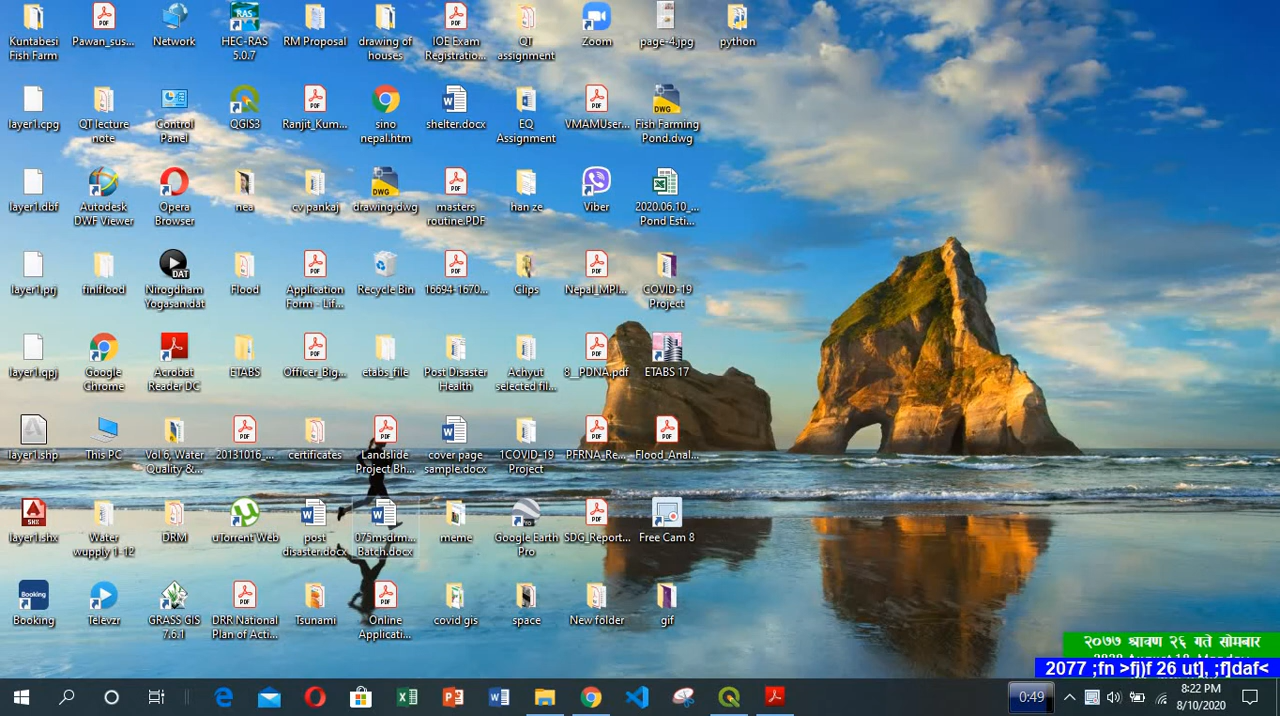 Kuntabesi Fish Farm
Pawan_sus...
Network
HEC-RAS 5.0.7
RM Proposal
drawing of houses
IOE Exam Registratio...
QT assignment
Zoom
page-4.jpg
python
layer1.cpg
QT lecture note
Control Panel
QGIS3
Ranjit_Kum...
sino nepal.htm
shelter.docx
EQ Assignment
VMAMUser...
Fish Farming Pond.dwg
layer1.dbf
Autodesk DWF Viewer
Opera Browser
nea
cv pankaj
drawing.dwg
masters routine.PDF
han ze
Viber
2020.06.10_... Pond Esti...
layer1.prj
finlflood
Nirogdham Yogasan.dat
Flood
Application Form - Lif...
Recycle Bin
16694-1670...
Clips
Nepal_MPI...
COVID-19 Project
layer1.qpj
Google Chrome
Acrobat Reader DC
ETABS
Officer_Big...
etabs_file
Post Disaster Health
Achyut selected fil...
8__PDNA.pdf
ETABS 17
layer1.shp
This PC
Vol 6, Water Quality &...
20131016_...
certificates
Landslide Project Bh...
cover page sample.docx
1COVID-19 Project
PFRNA_Re...
Flood_Anal...
layer1.shx
Water wupply 1-12
DRM
uTorrent Web
post disaster.docx
075msdrm... Batch.docx
meme
Google Earth Pro
SDG_Report...
Free Cam 8
Booking
Televzr
GRASS GIS 7.6.1
DRR National Plan of Acti...
Tsunami
Online Applicati...
covid gis
space
New folder
gif
२०७७ श्रावण २६ गते सोमबार
2077 ;fn >fj)f 26 ut], ;f]daf<
0:49
8:22 PM
8/10/2020